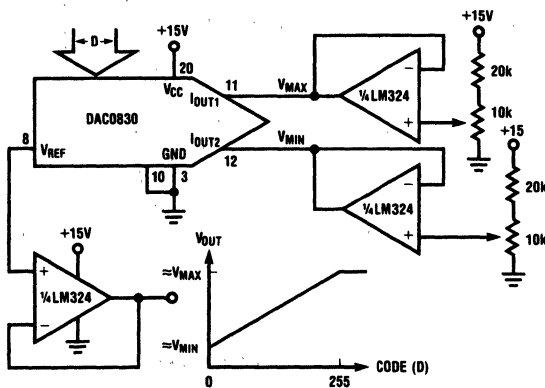 D
+15V
20
VCC
IOUT1
11
DAC0830
8
VREF
IOUT2
GND
12
10
3
VMAX
VMIN
-
¼ LM324
+
+15V
20k
10k
-
¼ LM324
+
+15
20k
10k
+15V
+
¼ LM324
-
VOUT
≈VMAX
≈VMIN
0
255
CODE (D)